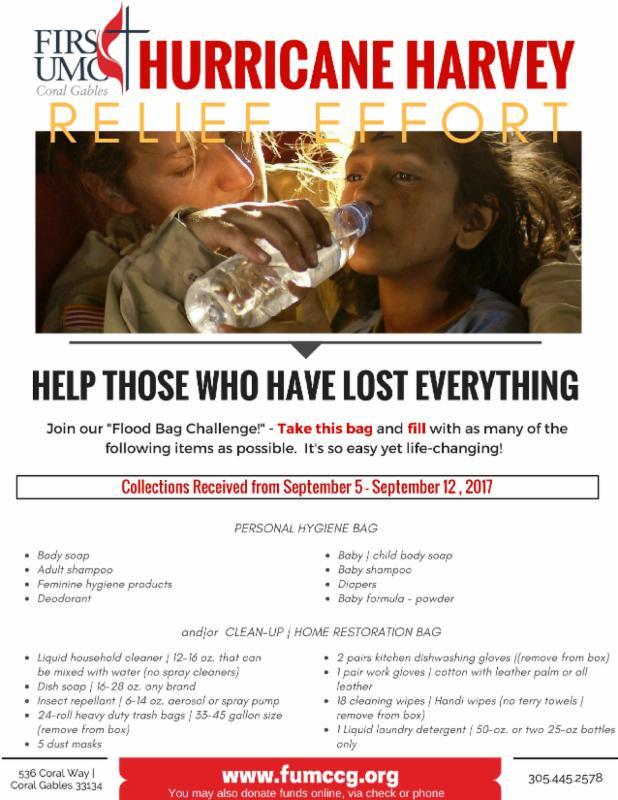 FIRST
UMC
Coral Gables
HURRICANE HARVEY
RELIEF EFFORT
HELP THOSE WHO HAVE LOST EVERYTHING
Join our "Flood Bag Challenge!" - Take this bag and fill with as many of the
following items as possible. It's so easy yet life-changing!
Collections Received from September 5 - September 12 , 2017
PERSONAL HYGIENE BAG
• Body soap
• Adult shampoo
• Feminine hygiene products
• Deodorant
• Baby | child body soap
• Baby shampoo
• Diapers
• Baby formula - powder
and/or CLEAN-UP | HOME RESTORATION BAG
• Liquid household cleaner | 12-16 oz. that can
be mixed with water (no spray cleaners)
• Dish soap | 16-28 oz. any brand
• Insect repellant | 6-14 oz. aerosol or spray pump
• 24-roll heavy duty trash bags | 33-45 gallon size
(remove from box)
• 5 dust masks
• 2 pairs kitchen dishwashing gloves |(remove from box)
• 1 pair work gloves | cotton with leather palm or all
leather
• 18 cleaning wipes | Handi wipes (no terry towels |
remove from box)
• 1 Liquid laundry detergent | 50-oz. or two 25-oz bottles
only
536 Coral Way |
Coral Gables 33134
www.fumccg.org
You may also donate funds online, via check or phone
305.445.2578